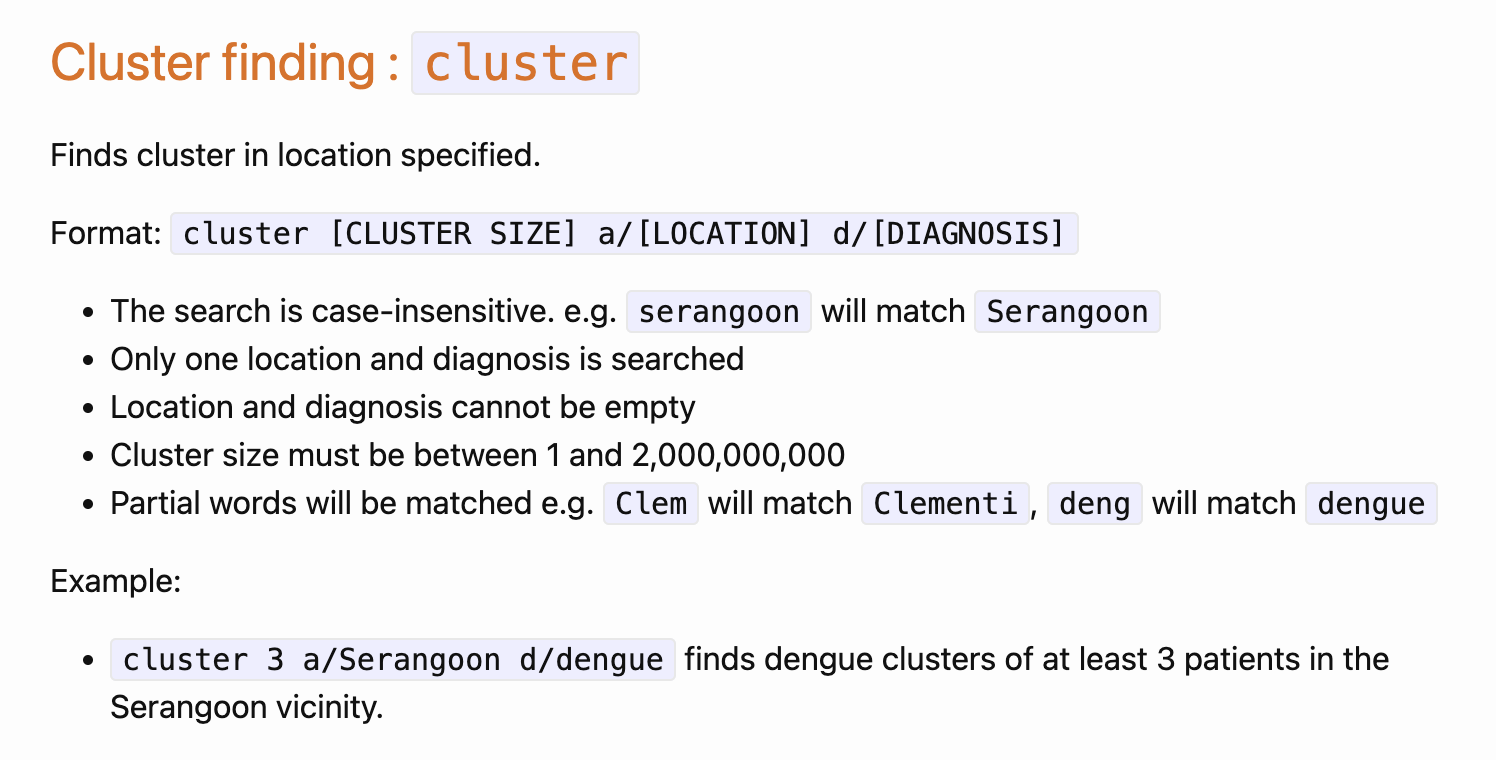 Cluster finding : cluster
Finds cluster in location specified.
Format: cluster [CLUSTER SIZE] a/[LOCATION] d/[DIAGNOSIS]
• The search is case-insensitive. e.g. serangoon will match Serangoon
• Only one location and diagnosis is searched
• Location and diagnosis cannot be empty
• Cluster size must be between 1 and 2,000,000,000
• Partial words will be matched e.g. Clem will match Clementi, deng will match dengue
Example:
• cluster 3 a/Serangoon d/dengue finds dengue clusters of at least 3 patients in the
Serangoon vicinity.